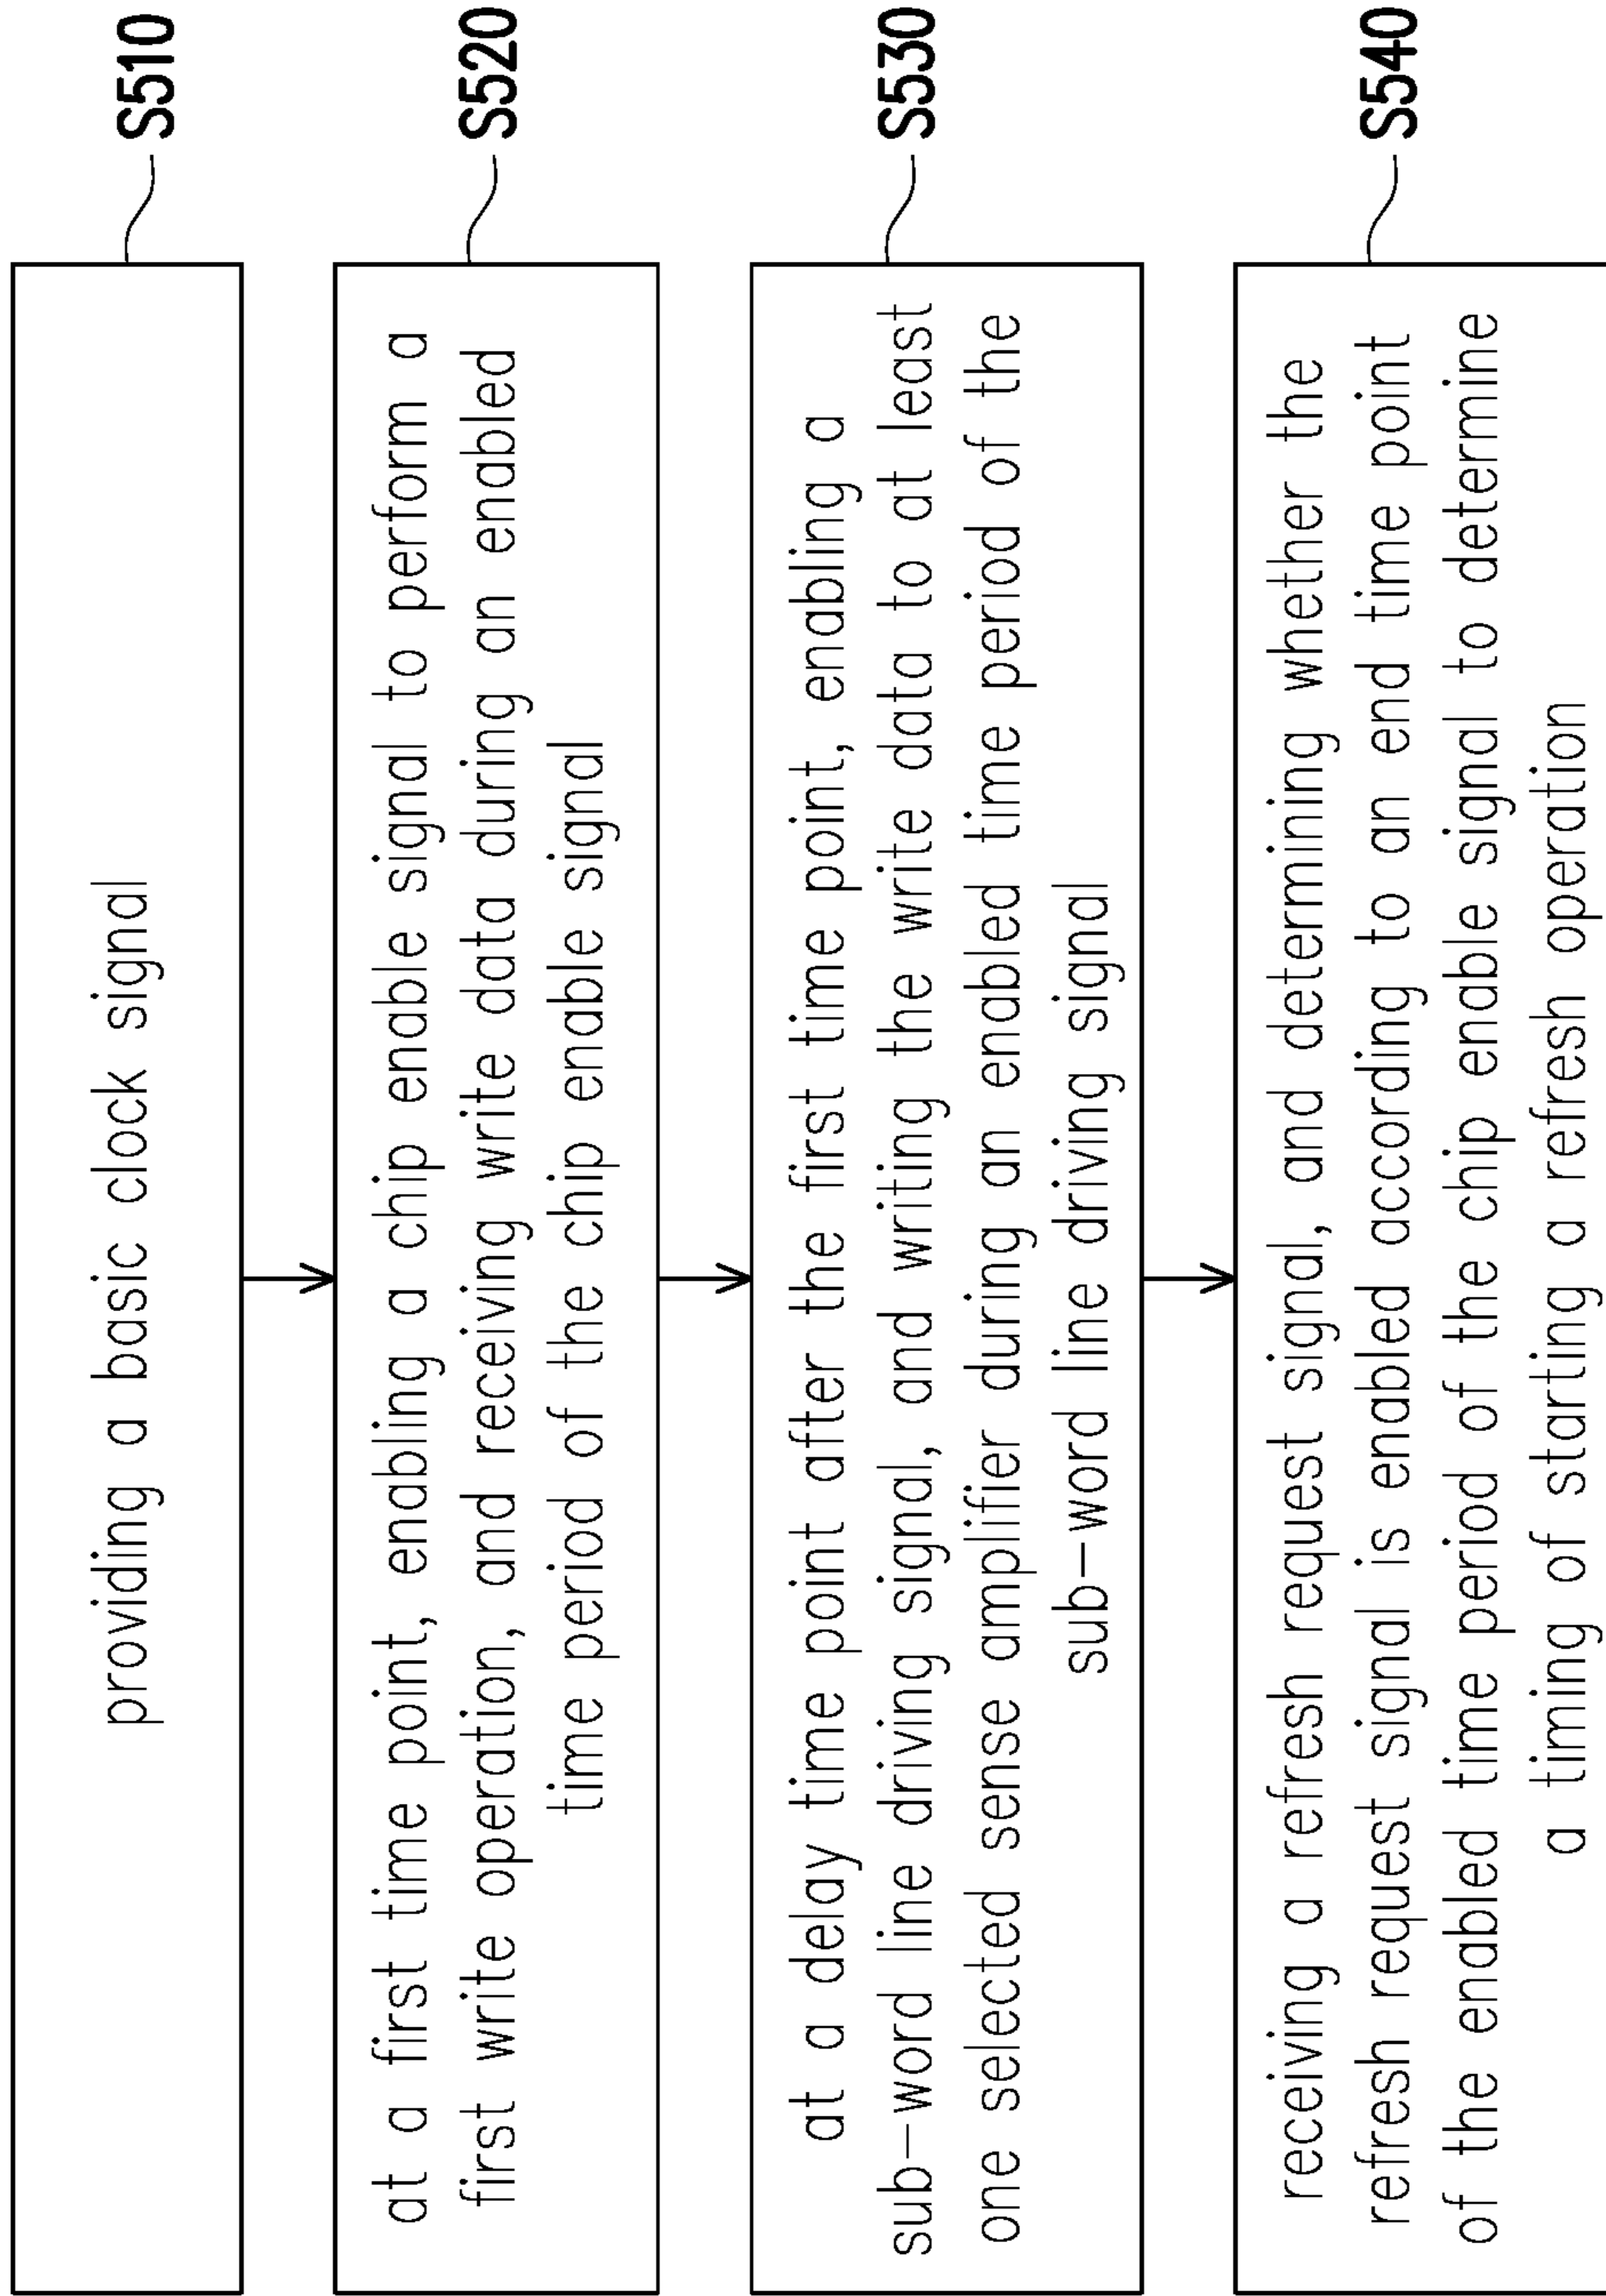 providing a basic clock signal
S510
at a first time point, enabling a chip enable signal to perform a
first write operation, and receiving write data during an enabled
time period of the chip enable signal
S520
at a delay time point after the first time point, enabling a
sub-word line driving signal, and writing the write data to at least
one selected sense amplifier during an enabled time period of the
sub-word line driving signal
S530
receiving a refresh request signal, and determining whether the
refresh request signal is enabled according to an end time point
of the enabled time period of the chip enable signal to determine
a timing of starting a refresh operation
S540